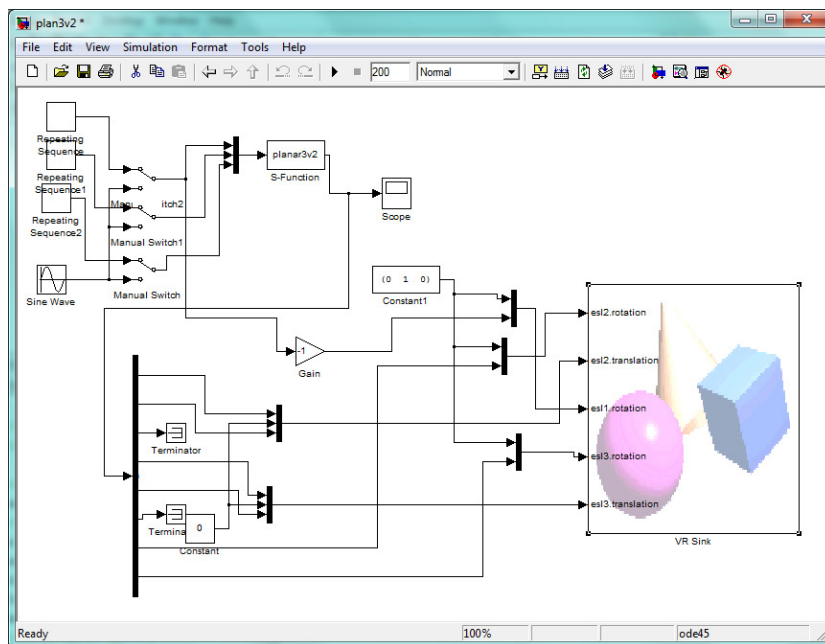 plan3v2 *
File Edit View Simulation Format Tools Help
200 Normal
Repeating
Sequence
Repeating
Sequence1
Repeating
Sequence2
Sine Wave
itch2
Manual Switch1
Manual Switch
planar3v2
S-Function
Scope
(0 1 0)
Constant1
-1
Gain
Terminator
0
Constant
esl2.rotation
esl2.translation
esl1.rotation
esl3.rotation
esl3.translation
VR Sink
Ready 100% ode45